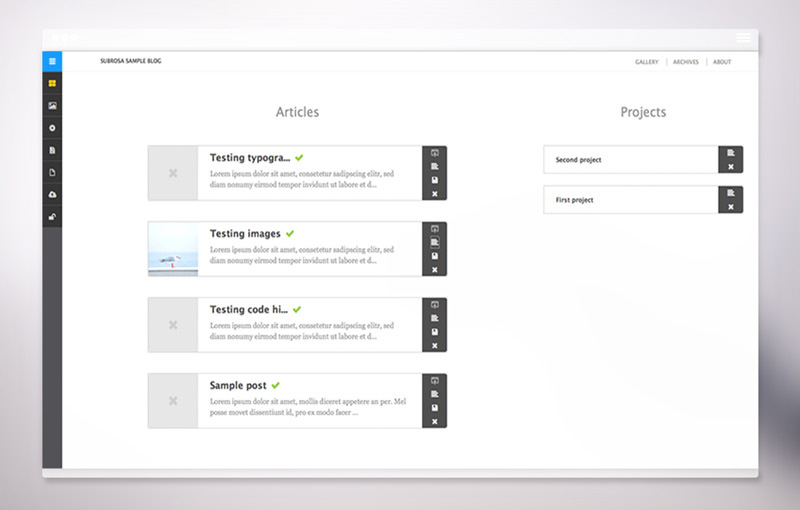 SUBROSA SAMPLE BLOG
GALLERY
ARCHIVES
ABOUT
Articles
Testing typogra...
Lorem ipsum dolor sit amet, consetetur sadipscing elitr, sed
diam nonumy eirmod tempor invidunt ut labore et d...
Testing images
Lorem ipsum dolor sit amet, consetetur sadipscing elitr, sed
diam nonumy eirmod tempor invidunt ut labore et d...
Testing code hi...
Lorem ipsum dolor sit amet, consetetur sadipscing elitr, sed
diam nonumy eirmod tempor invidunt ut labore et d...
Sample post
Lorem ipsum dolor sit amet, mollis diceret appetere an per. Mel
posse movet dissentiunt id, pro ex modo facer ...
Projects
Second project
First project